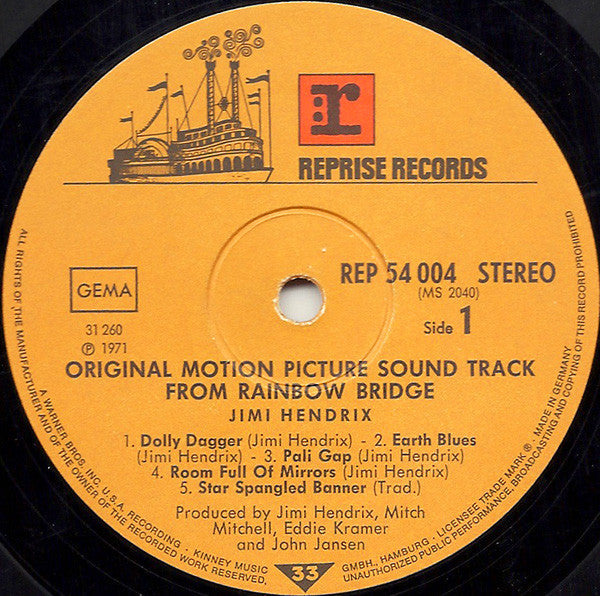 r
REPRISE RECORDS
REP 54 004 STEREO
(MS 2040)
Side 1
GEMA
31 260
℗ 1971
ORIGINAL MOTION PICTURE SOUND TRACK
FROM RAINBOW BRIDGE
JIMI HENDRIX
1. Dolly Dagger (Jimi Hendrix) - 2. Earth Blues
(Jimi Hendrix) - 3. Pali Gap (Jimi Hendrix)
4. Room Full Of Mirrors (Jimi Hendrix)
5. Star Spangled Banner (Trad.)
Produced by Jimi Hendrix, Mitch
Mitchell, Eddie Kramer
and John Jansen
33
ALL RIGHTS OF THE MANUFACTURER AND OF THE OWNER OF THE RECORDED WORK RESERVED.
A WARNER BROS. INC. U.S.A. RECORDING · KINNEY MUSIC
GMBH., HAMBURG · LICENSEE TRADE MARK ®. MADE IN GERMANY
UNAUTHORIZED PUBLIC PERFORMANCE, BROADCASTING AND COPYING OF THIS RECORD PROHIBITED